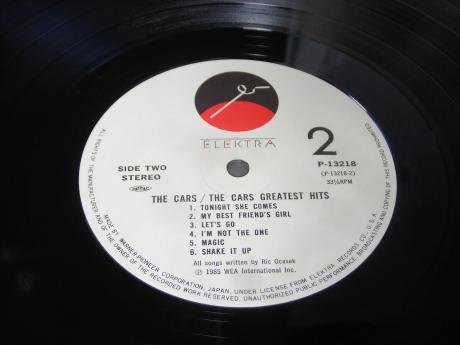 ELEKTRA
SIDE TWO
STEREO
2
P-13218
(P-13218-2)
33⅓RPM
THE CARS / THE CARS GREATEST HITS
1. TONIGHT SHE COMES
2. MY BEST FRIEND'S GIRL
3. LET'S GO
4. I'M NOT THE ONE
5. MAGIC
6. SHAKE IT UP
All songs written by Ric Ocasek
℗ 1985 WEA International Inc.
ALL RIGHTS OF THE MANUFACTURER AND OF THE OWNER OF THE RECORDED WORK RESERVED. UNAUTHORIZED PUBLIC PERFORMANCE, BROADCASTING AND COPYING OF THIS RECORD PROHIBITED
MADE BY WARNER-PIONEER CORPORATION, JAPAN, UNDER LICENSE FROM ELEKTRA RECORDS CO., U.S.A.